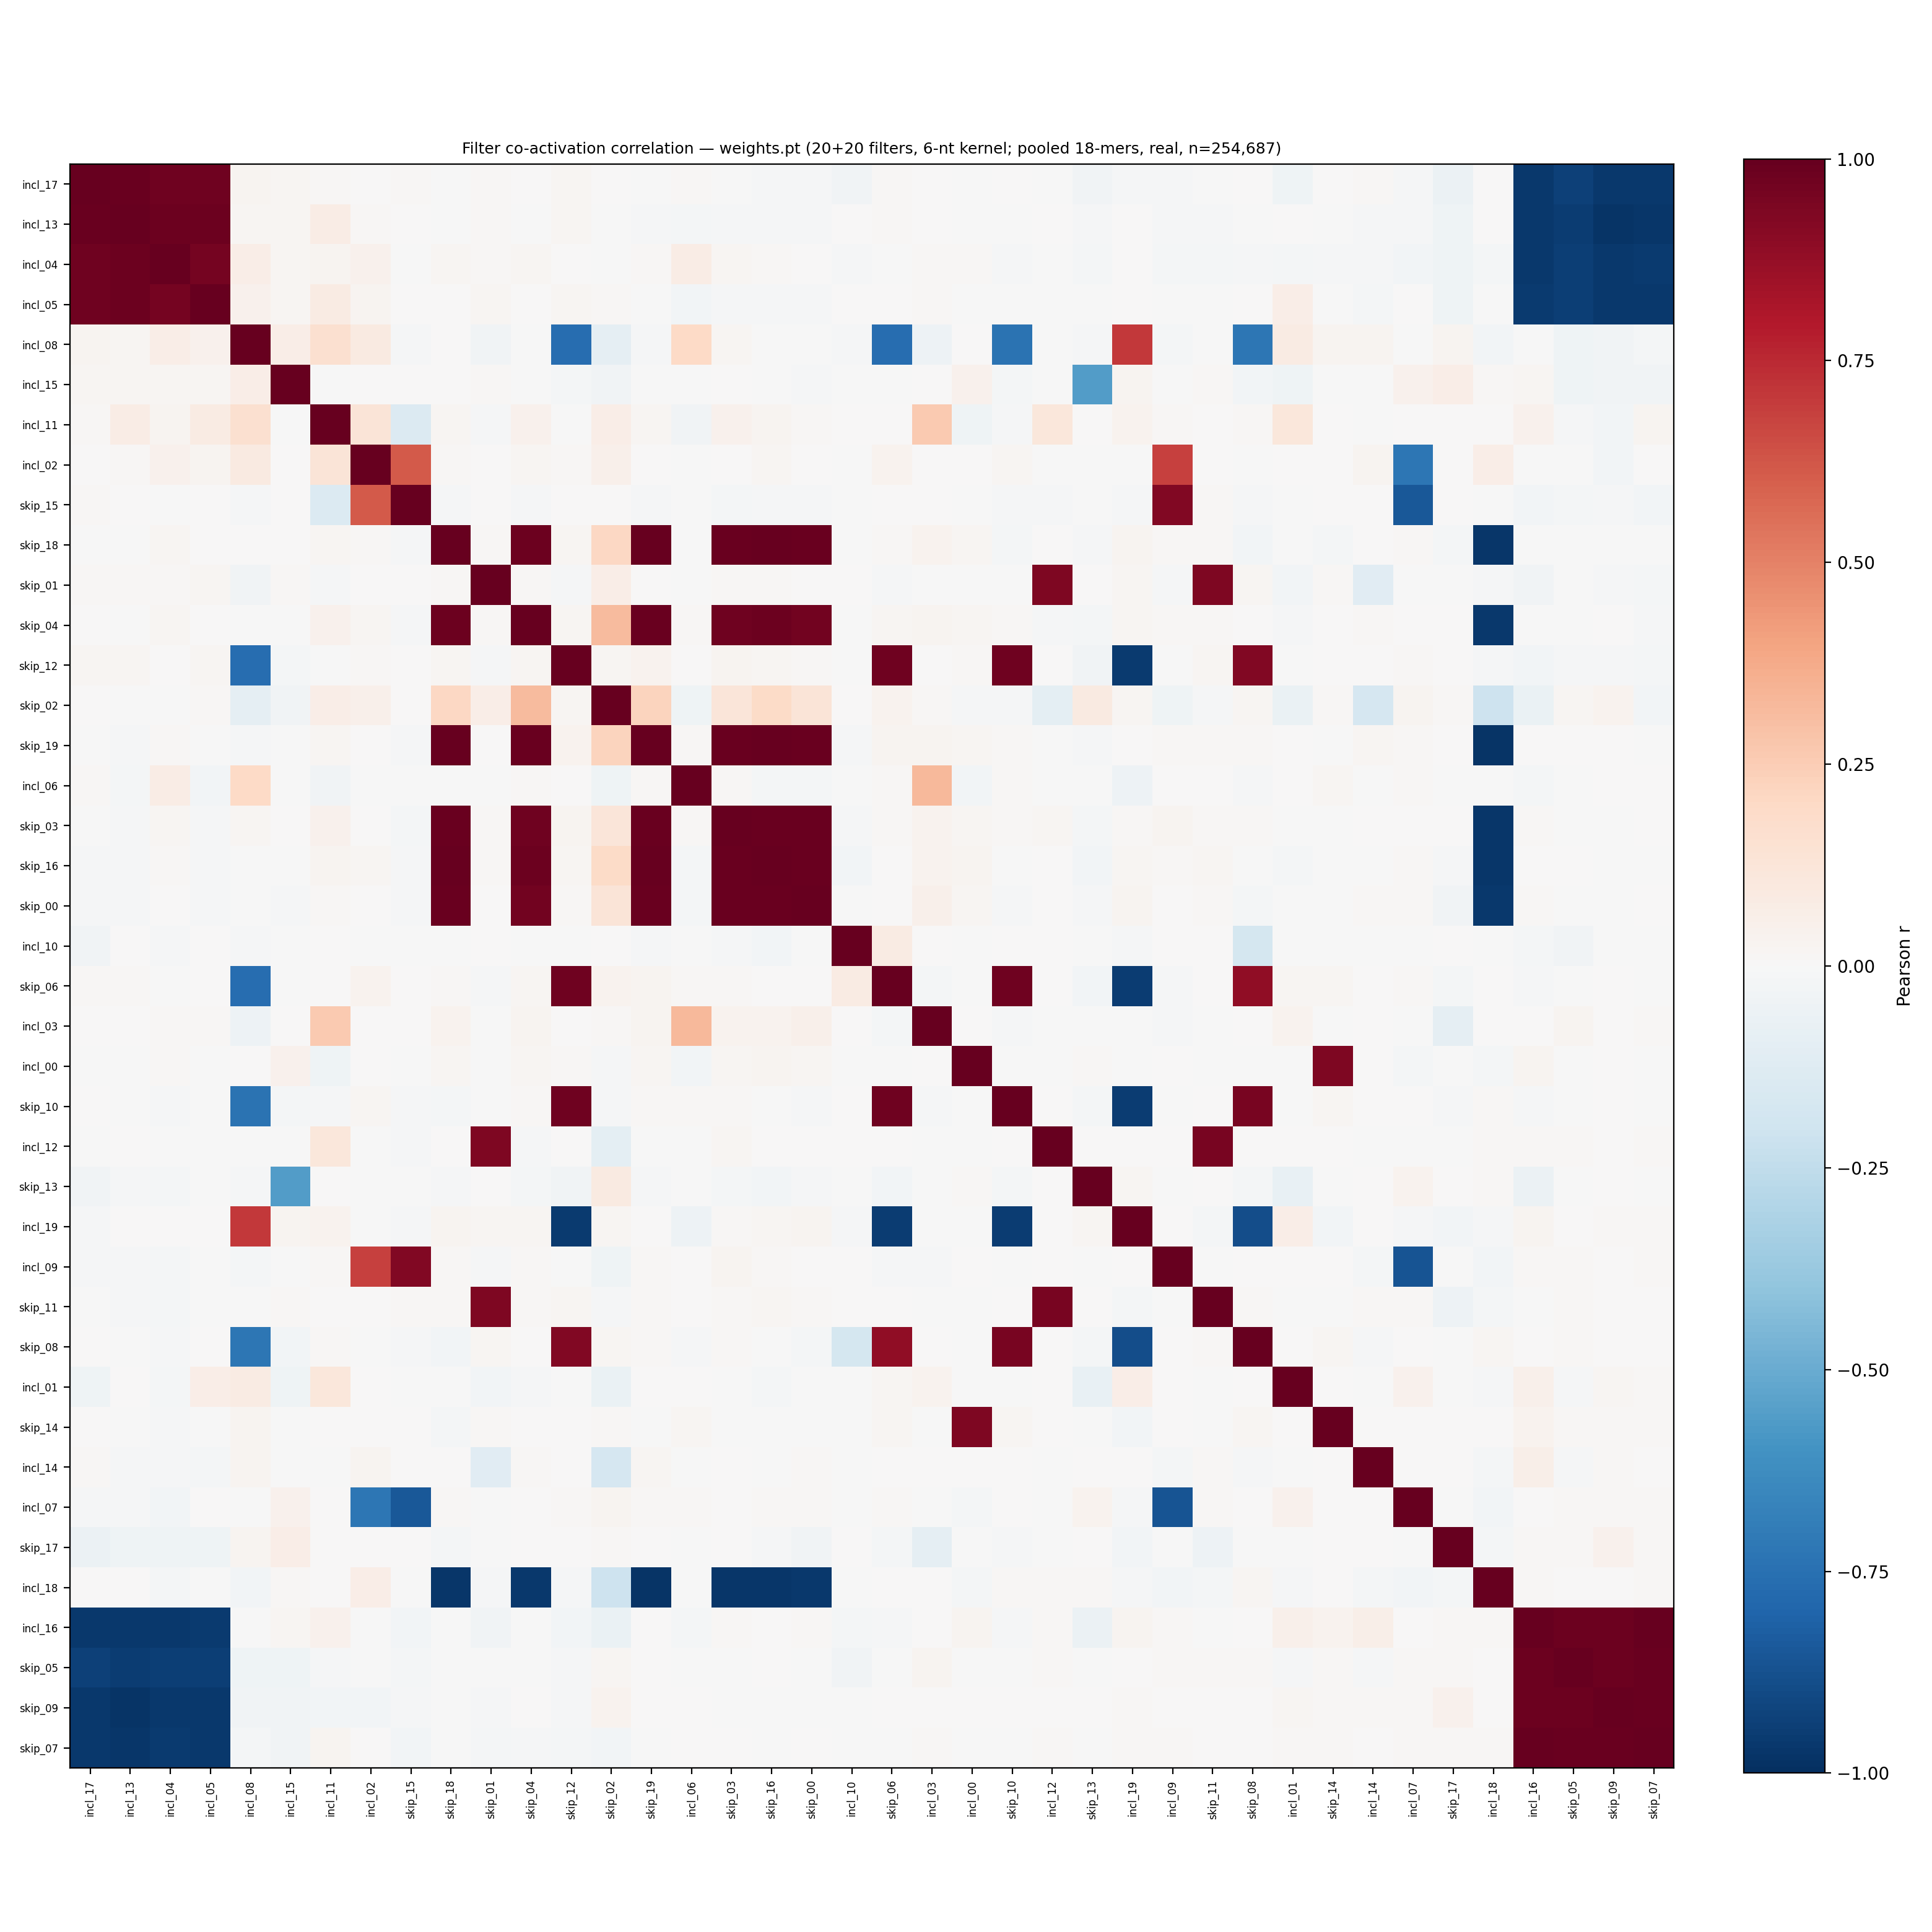 Filter co-activation correlation — weights.pt (20+20 filters, 6-nt kernel; pooled 18-mers, real, n=254,687)
incl_17
incl_13
incl_04
incl_05
incl_08
incl_15
incl_11
incl_02
skip_15
skip_18
skip_01
skip_04
skip_12
skip_02
skip_19
incl_06
skip_03
skip_16
skip_00
incl_10
skip_06
incl_03
incl_00
skip_10
incl_12
skip_13
incl_19
incl_09
skip_11
skip_08
incl_01
skip_14
incl_14
incl_07
skip_17
incl_18
incl_16
skip_05
skip_09
skip_07
incl_17
incl_13
incl_04
incl_05
incl_08
incl_15
incl_11
incl_02
skip_15
skip_18
skip_01
skip_04
skip_12
skip_02
skip_19
incl_06
skip_03
skip_16
skip_00
incl_10
skip_06
incl_03
incl_00
skip_10
incl_12
skip_13
incl_19
incl_09
skip_11
skip_08
incl_01
skip_14
incl_14
incl_07
skip_17
incl_18
incl_16
skip_05
skip_09
skip_07
1.00
0.75
0.50
0.25
0.00
−0.25
−0.50
−0.75
−1.00
Pearson r